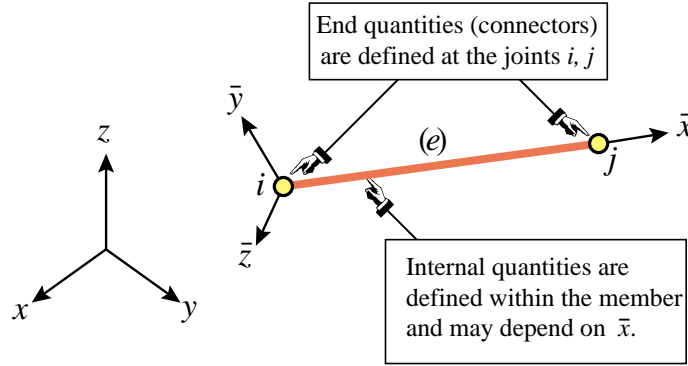 End quantities (connectors)
are defined at the joints i, j
ȳ
x̄
z
(e)
i
j
z̄
x
y
Internal quantities are
defined within the member
and may depend on x̄.